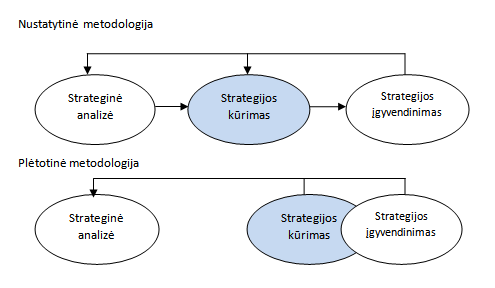 Nustatytinė metodologija
Strateginė
analizė
Strategijos
kūrimas
Strategijos
įgyvendinimas
Plėtotinė metodologija
Strateginė
analizė
Strategijos
kūrimas
Strategijos
įgyvendinimas